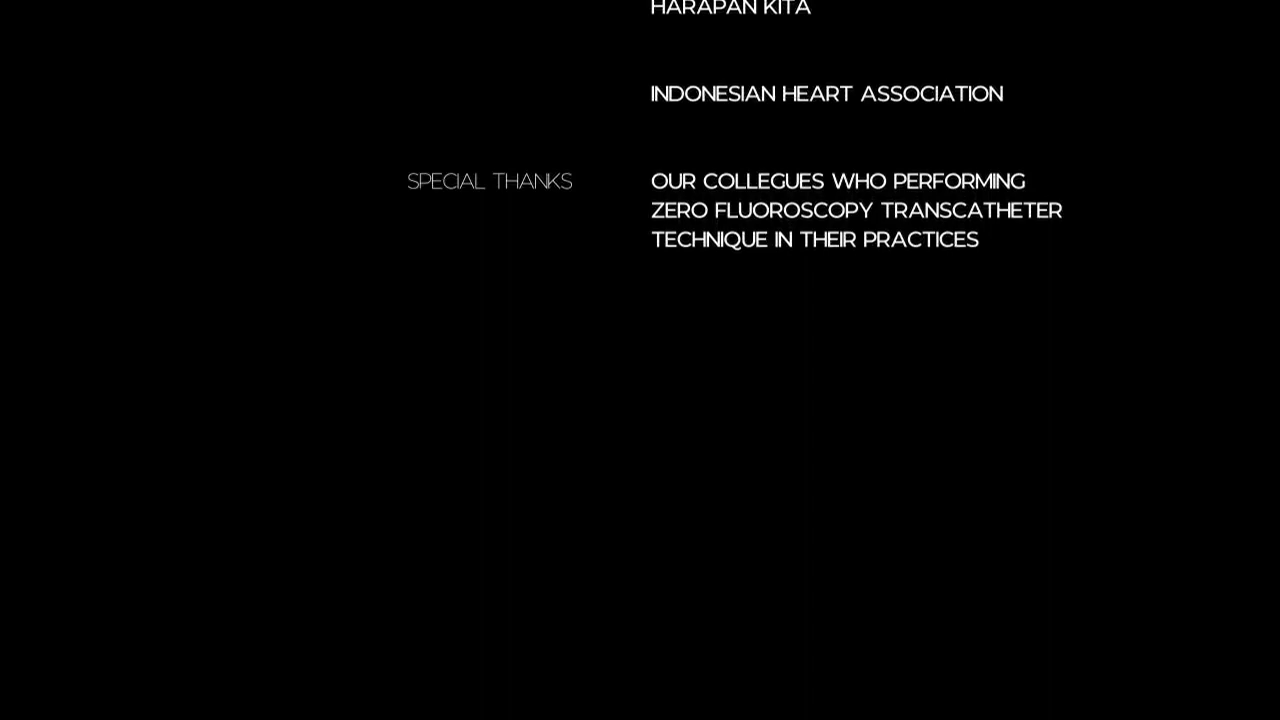 HARAPAN KITA
INDONESIAN HEART ASSOCIATION
SPECIAL THANKS
OUR COLLEGUES WHO PERFORMING
ZERO FLUOROSCOPY TRANSCATHETER
TECHNIQUE IN THEIR PRACTICES